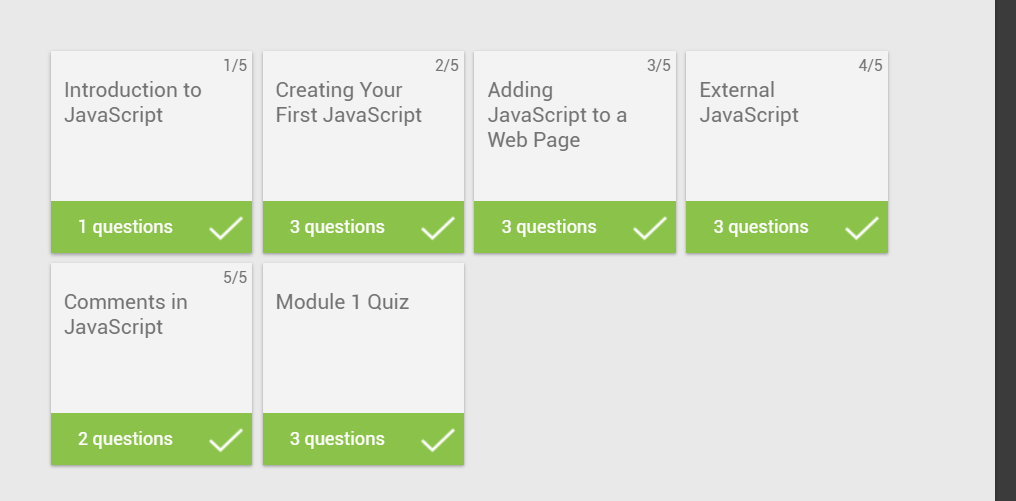 1/5
Introduction to
JavaScript
1 questions
2/5
Creating Your
First JavaScript
3 questions
3/5
Adding
JavaScript to a
Web Page
3 questions
4/5
External
JavaScript
3 questions
5/5
Comments in
JavaScript
2 questions
Module 1 Quiz
3 questions